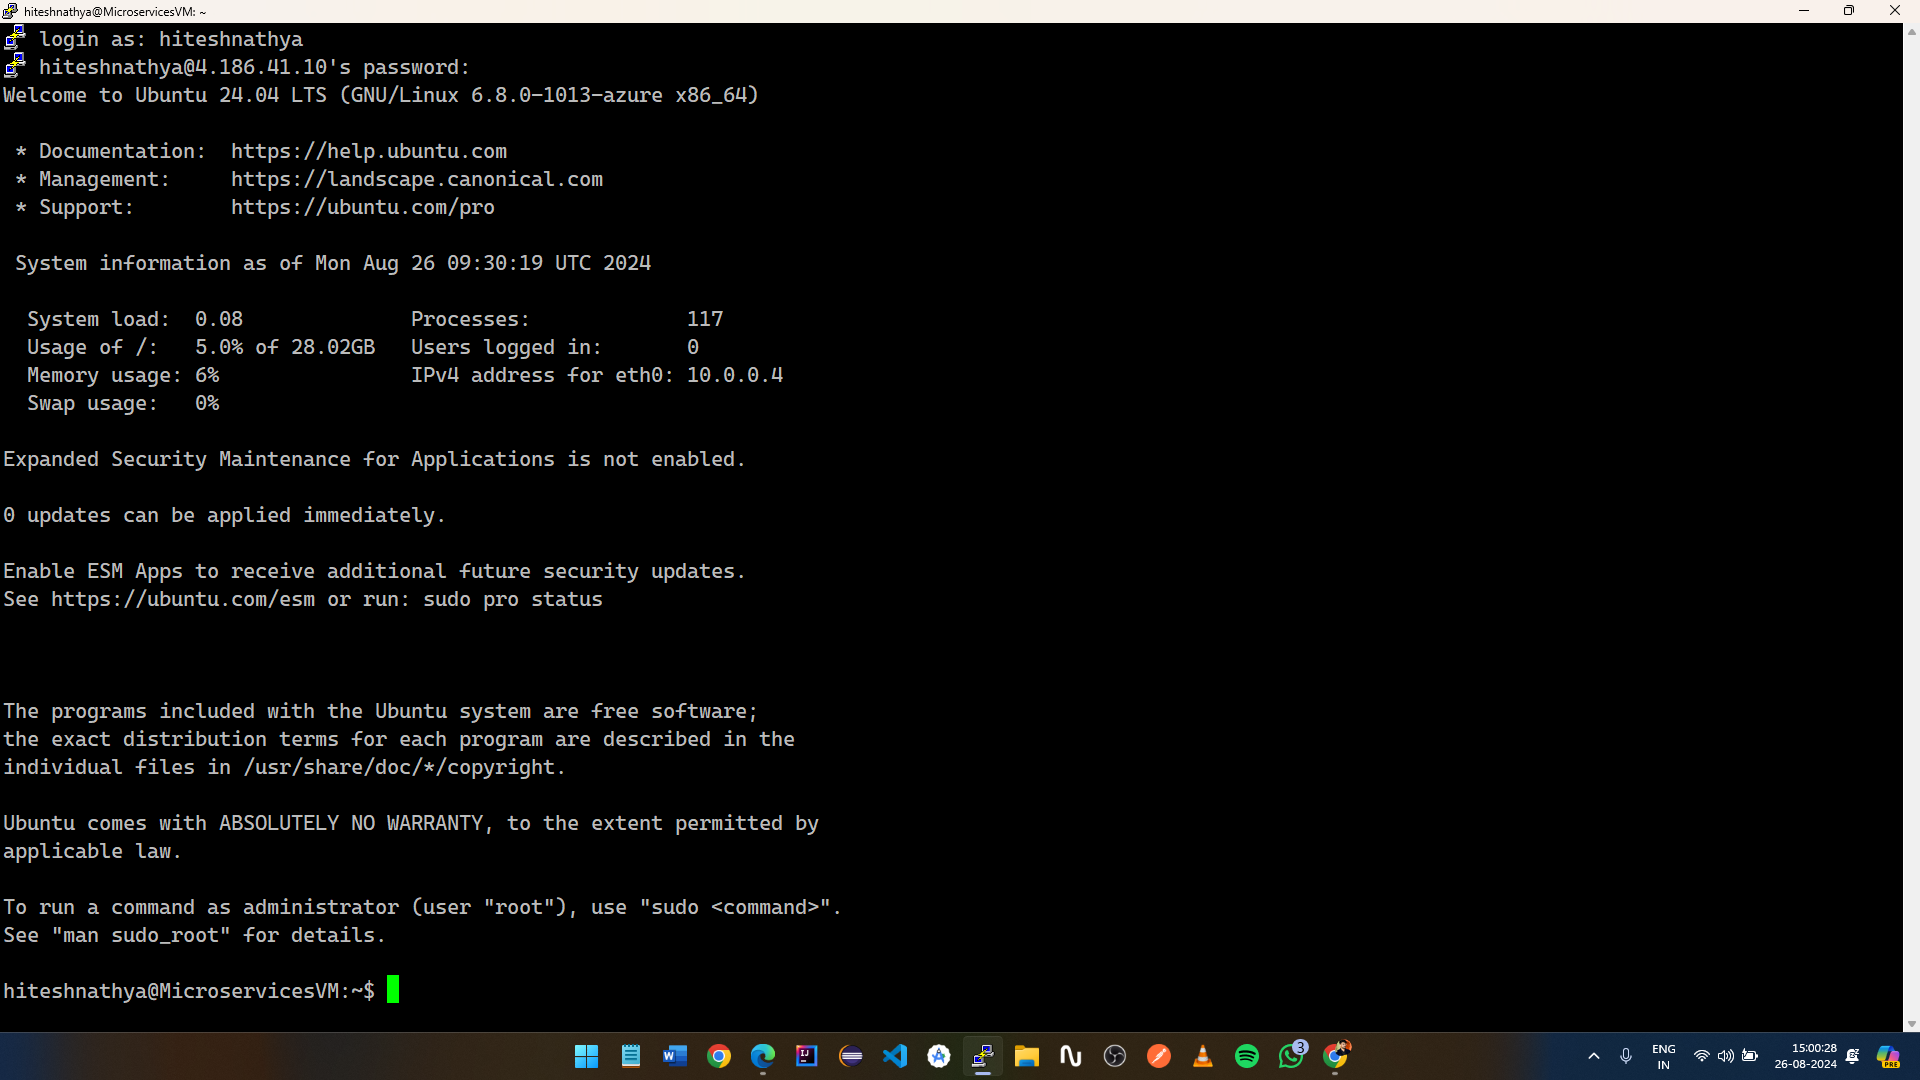 hiteshnathya@MicroservicesVM: ~
login as: hiteshnathya
hiteshnathya@4.186.41.10's password:
Welcome to Ubuntu 24.04 LTS (GNU/Linux 6.8.0-1013-azure x86_64)
* Documentation:  https://help.ubuntu.com
* Management:     https://landscape.canonical.com
* Support:        https://ubuntu.com/pro
System information as of Mon Aug 26 09:30:19 UTC 2024
System load:  0.08              Processes:             117
Usage of /:   5.0% of 28.02GB   Users logged in:       0
Memory usage: 6%                IPv4 address for eth0: 10.0.0.4
Swap usage:   0%
Expanded Security Maintenance for Applications is not enabled.
0 updates can be applied immediately.
Enable ESM Apps to receive additional future security updates.
See https://ubuntu.com/esm or run: sudo pro status
The programs included with the Ubuntu system are free software;
the exact distribution terms for each program are described in the
individual files in /usr/share/doc/*/copyright.
Ubuntu comes with ABSOLUTELY NO WARRANTY, to the extent permitted by
applicable law.
To run a command as administrator (user "root"), use "sudo <command>".
See "man sudo_root" for details.
hiteshnathya@MicroservicesVM:~$
3
ENG
IN
15:00:28
26-08-2024
PRE